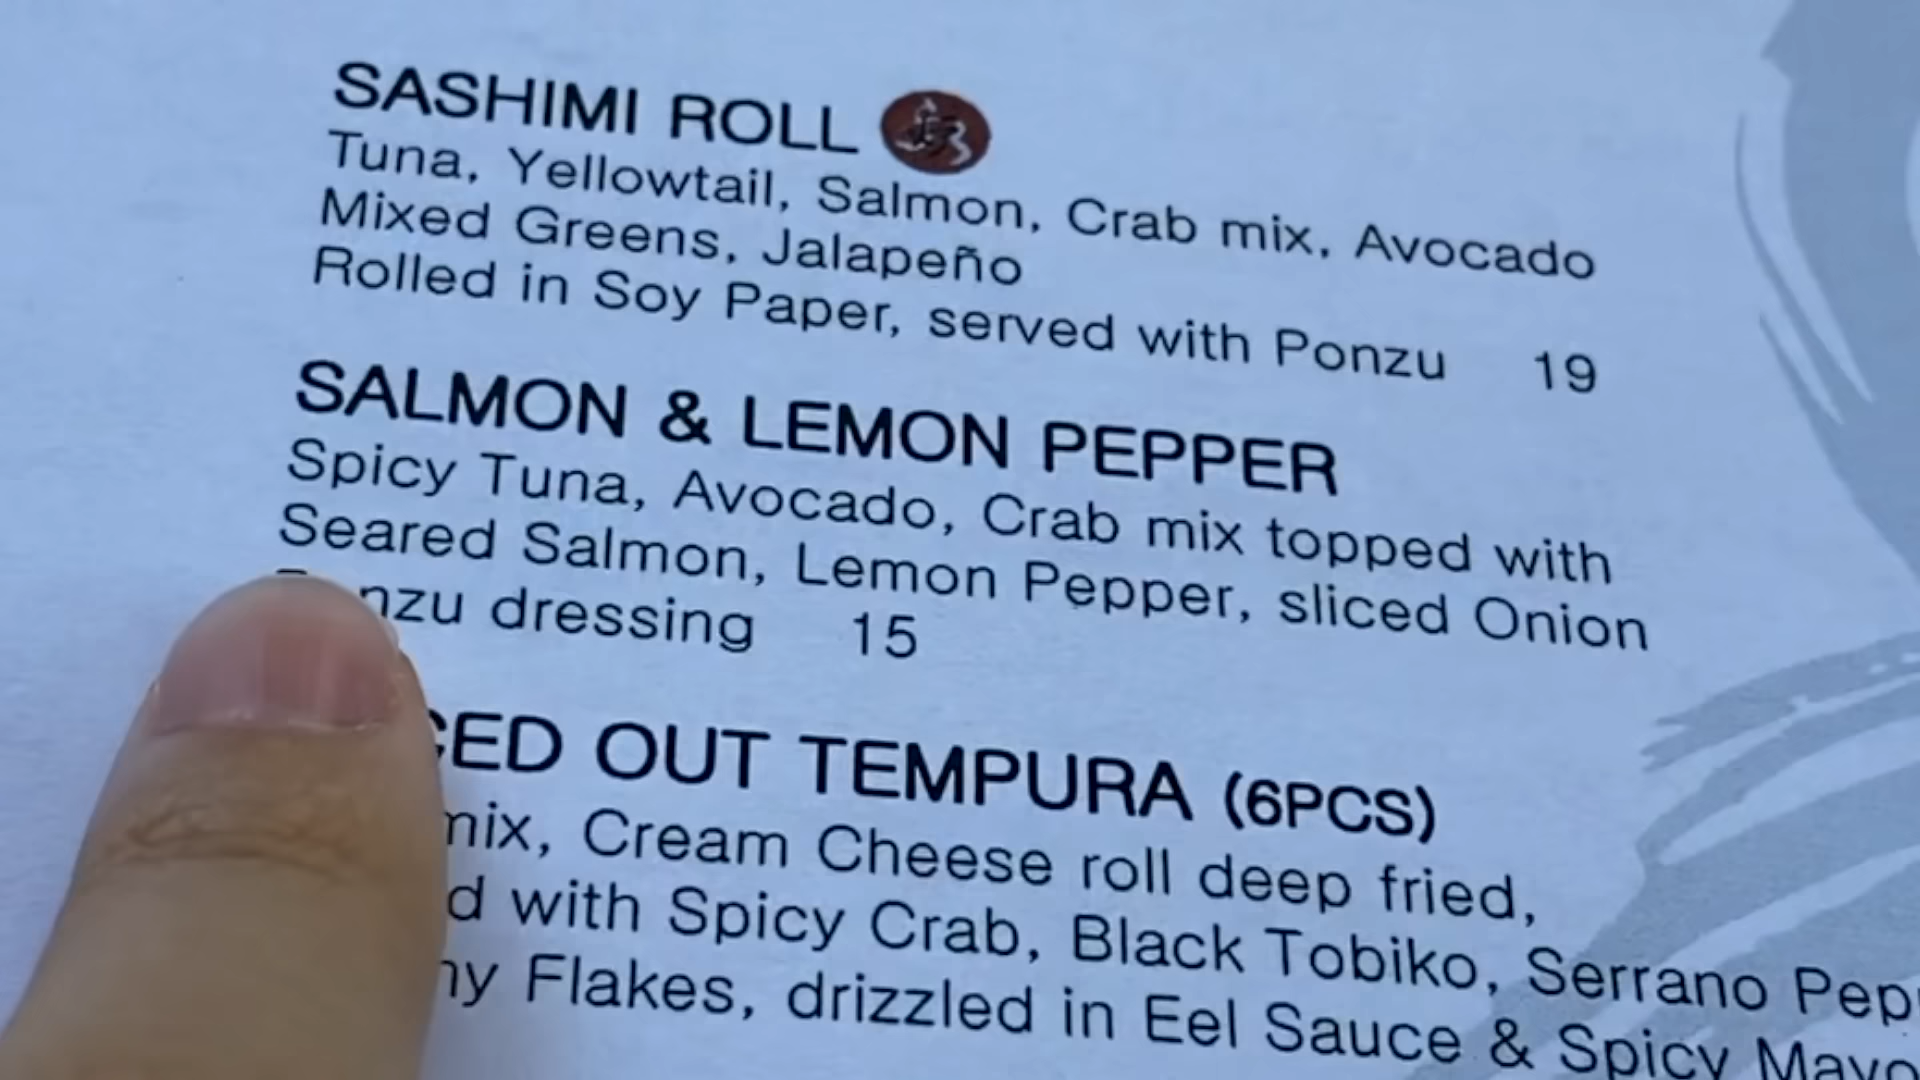 SASHIMI ROLL
Tuna, Yellowtail, Salmon, Crab mix, Avocado
Mixed Greens, Jalapeño
Rolled in Soy Paper, served with Ponzu 19
SALMON & LEMON PEPPER
Spicy Tuna, Avocado, Crab mix topped with
Seared Salmon, Lemon Pepper, sliced Onion
dressing 15
OUT TEMPURA (6PCS)
mix, Cream Cheese roll deep fried,
with Spicy Crab, Black Tobiko, Serrano
Flakes, drizzled in Eel Sauce & Spicy Mayo